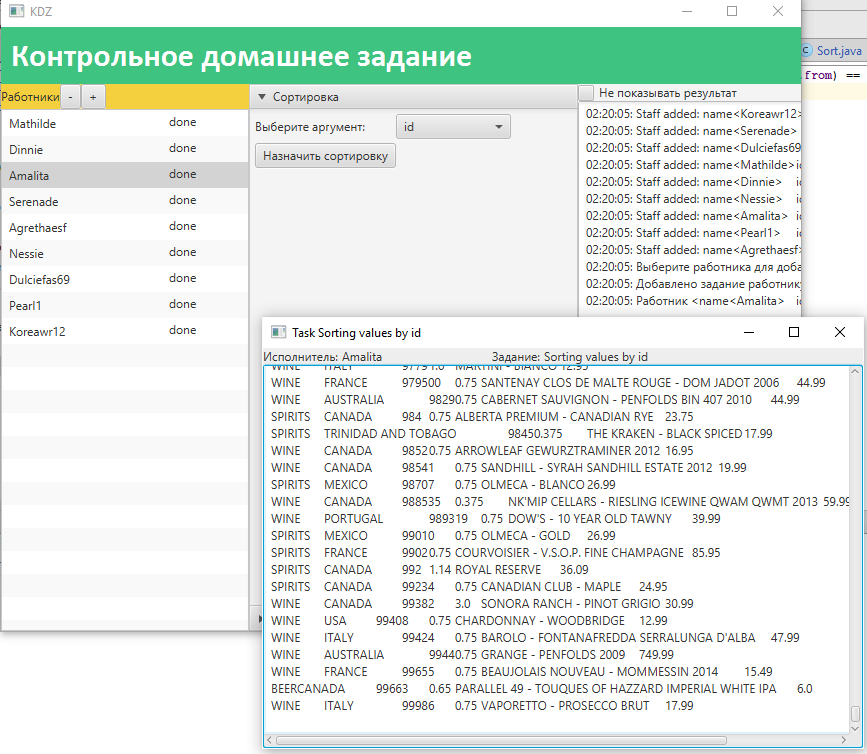 KDZ
Контрольное домашнее задание
Sort.java
from) ==
Работники - +
Mathilde done
Dinnie done
Amalita done
Serenade done
Agrethaesf done
Nessie done
Dulciefas69 done
Pearl1 done
Koreawr12 done
Сортировка
Выберите аргумент: id
Назначить сортировку
Не показывать результат
02:20:05: Staff added: name<Koreawr12>
02:20:05: Staff added: name<Serenade>
02:20:05: Staff added: name<Dulciefas69
02:20:05: Staff added: name<Mathilde>
02:20:05: Staff added: name<Dinnie>
02:20:05: Staff added: name<Nessie>
02:20:05: Staff added: name<Amalita>
02:20:05: Staff added: name<Pearl1>
02:20:05: Staff added: name<Agrethaesf>
02:20:05: Выберите работника для доба
02:20:05: Добавлено задание работник
02:20:05: Работник <name<Amalita>
Task Sorting values by id
Исполнитель: Amalita Задание: Sorting values by id
WINE ITALY MARTINI - BIANCO 12.95
WINE FRANCE 979500 0.75 SANTENAY CLOS DE MALTE ROUGE - DOM JADOT 2006 44.99
WINE AUSTRALIA 98290.75 CABERNET SAUVIGNON - PENFOLDS BIN 407 2010 44.99
SPIRITS CANADA 984 0.75 ALBERTA PREMIUM - CANADIAN RYE 23.75
SPIRITS TRINIDAD AND TOBAGO 98450.375 THE KRAKEN - BLACK SPICED 17.99
WINE CANADA 98520.75 ARROWLEAF GEWURZTRAMINER 2012 16.95
WINE CANADA 98541 0.75 SANDHILL - SYRAH SANDHILL ESTATE 2012 19.99
SPIRITS MEXICO 98707 0.75 OLMECA - BLANCO 26.99
WINE CANADA 988535 0.375 NK'MIP CELLARS - RIESLING ICEWINE QWAM QWMT 2013 59.99
WINE PORTUGAL 989319 0.75 DOW'S - 10 YEAR OLD TAWNY 39.99
SPIRITS MEXICO 99010 0.75 OLMECA - GOLD 26.99
SPIRITS FRANCE 99020.75 COURVOISIER - V.S.O.P. FINE CHAMPAGNE 85.95
SPIRITS CANADA 992 1.14 ROYAL RESERVE 36.09
SPIRITS CANADA 99234 0.75 CANADIAN CLUB - MAPLE 24.95
WINE CANADA 99382 3.0 SONORA RANCH - PINOT GRIGIO 30.99
WINE USA 99408 0.75 CHARDONNAY - WOODBRIDGE 12.99
WINE ITALY 99424 0.75 BAROLO - FONTANAFREDDA SERRALUNGA D'ALBA 47.99
WINE AUSTRALIA 99440.75 GRANGE - PENFOLDS 2009 749.99
WINE FRANCE 99655 0.75 BEAUJOLAIS NOUVEAU - MOMMESSIN 2014 15.49
BEERCANADA 99663 0.65 PARALLEL 49 - TOUQUES OF HAZZARD IMPERIAL WHITE IPA 6.0
WINE ITALY 99986 0.75 VAPORETTO - PROSECCO BRUT 17.99